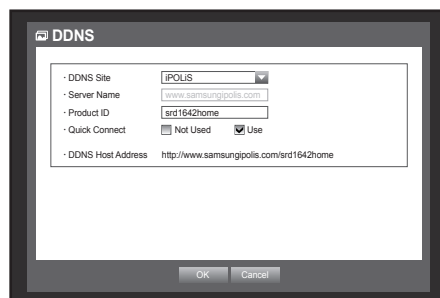 DDNS
· DDNS Site iPOLiS
· Server Name www.samsungipolis.com
· Product ID srd1642home
· Quick Connect Not Used Use
· DDNS Host Address http://www.samsungipolis.com/srd1642home
OK Cancel